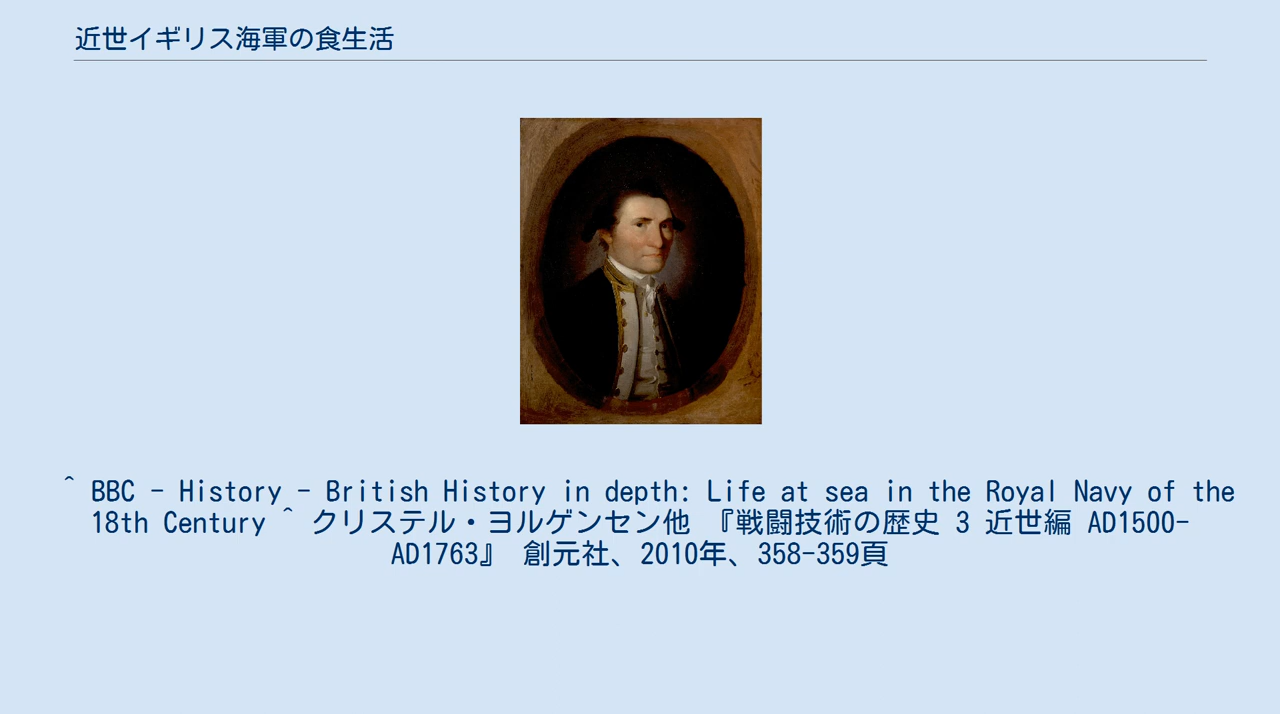 近世イギリス海軍の食生活
^ BBC - History - British History in depth: Life at sea in the Royal Navy of the
18th Century ^ クリステル・ヨルゲンセン他 『戦闘技術の歴史 3 近世編 AD1500-
AD1763』 創元社、2010年、358-359頁